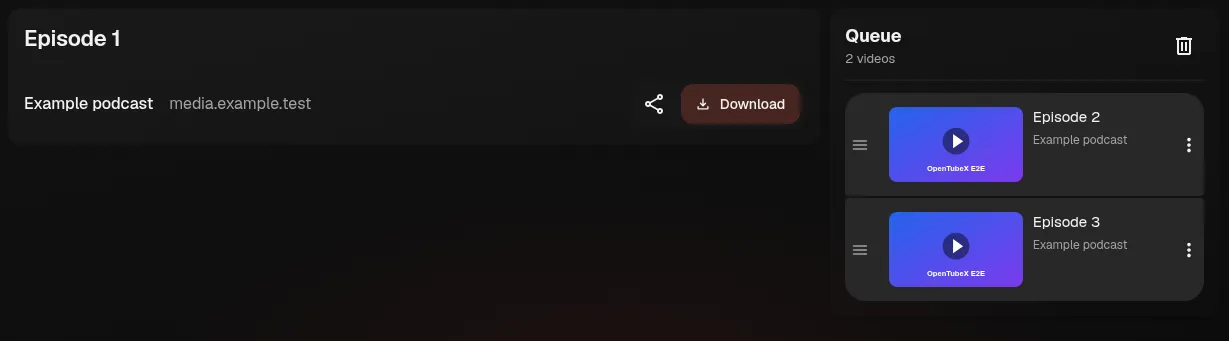 Episode 1
Example podcast media.example.test
Download
Queue
2 videos
OpenTubeX E2E
Episode 2
Example podcast
OpenTubeX E2E
Episode 3
Example podcast